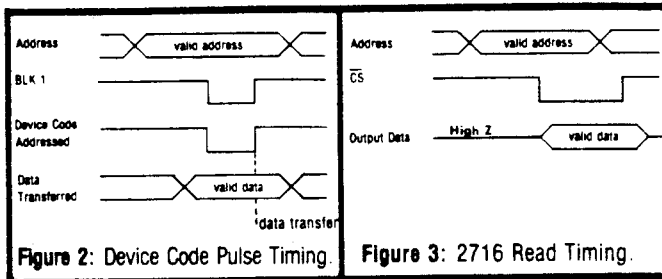 Address
valid address
BLK 1
Device Code
Addressed
Data
Transferred
valid data
data transfer
Figure 2: Device Code Pulse Timing.
Address
valid address
CS
Output Data
High Z
valid data
Figure 3: 2716 Read Timing.